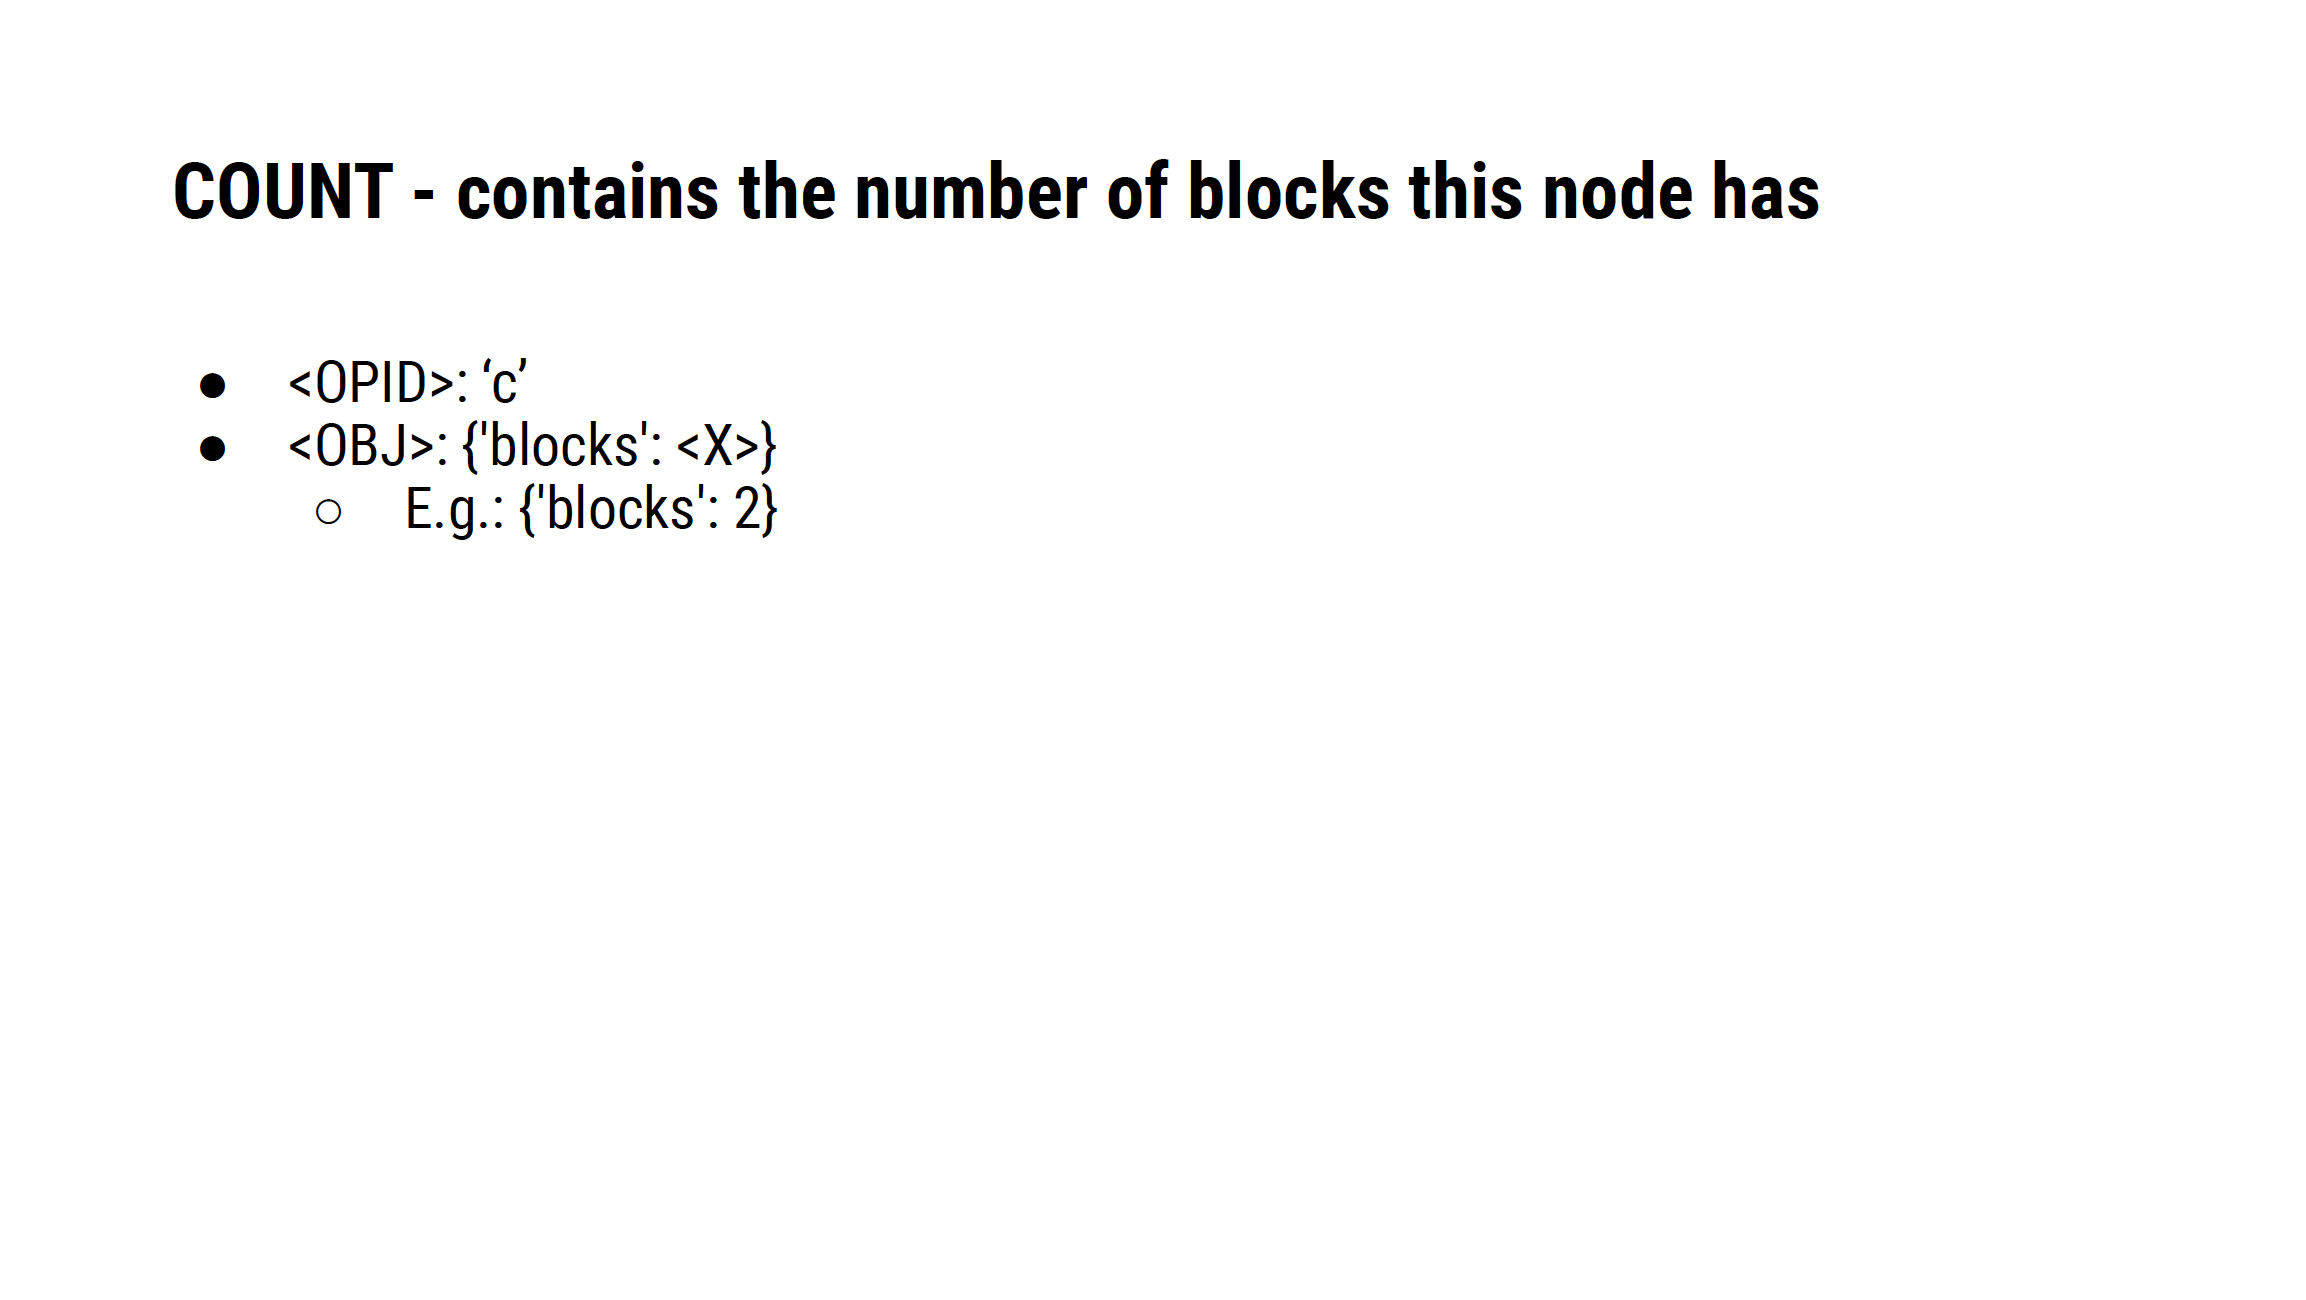 COUNT - contains the number of blocks this node has
● <OPID>: ‘c’
● <OBJ>: {'blocks': <X>}
○ E.g.: {'blocks': 2}